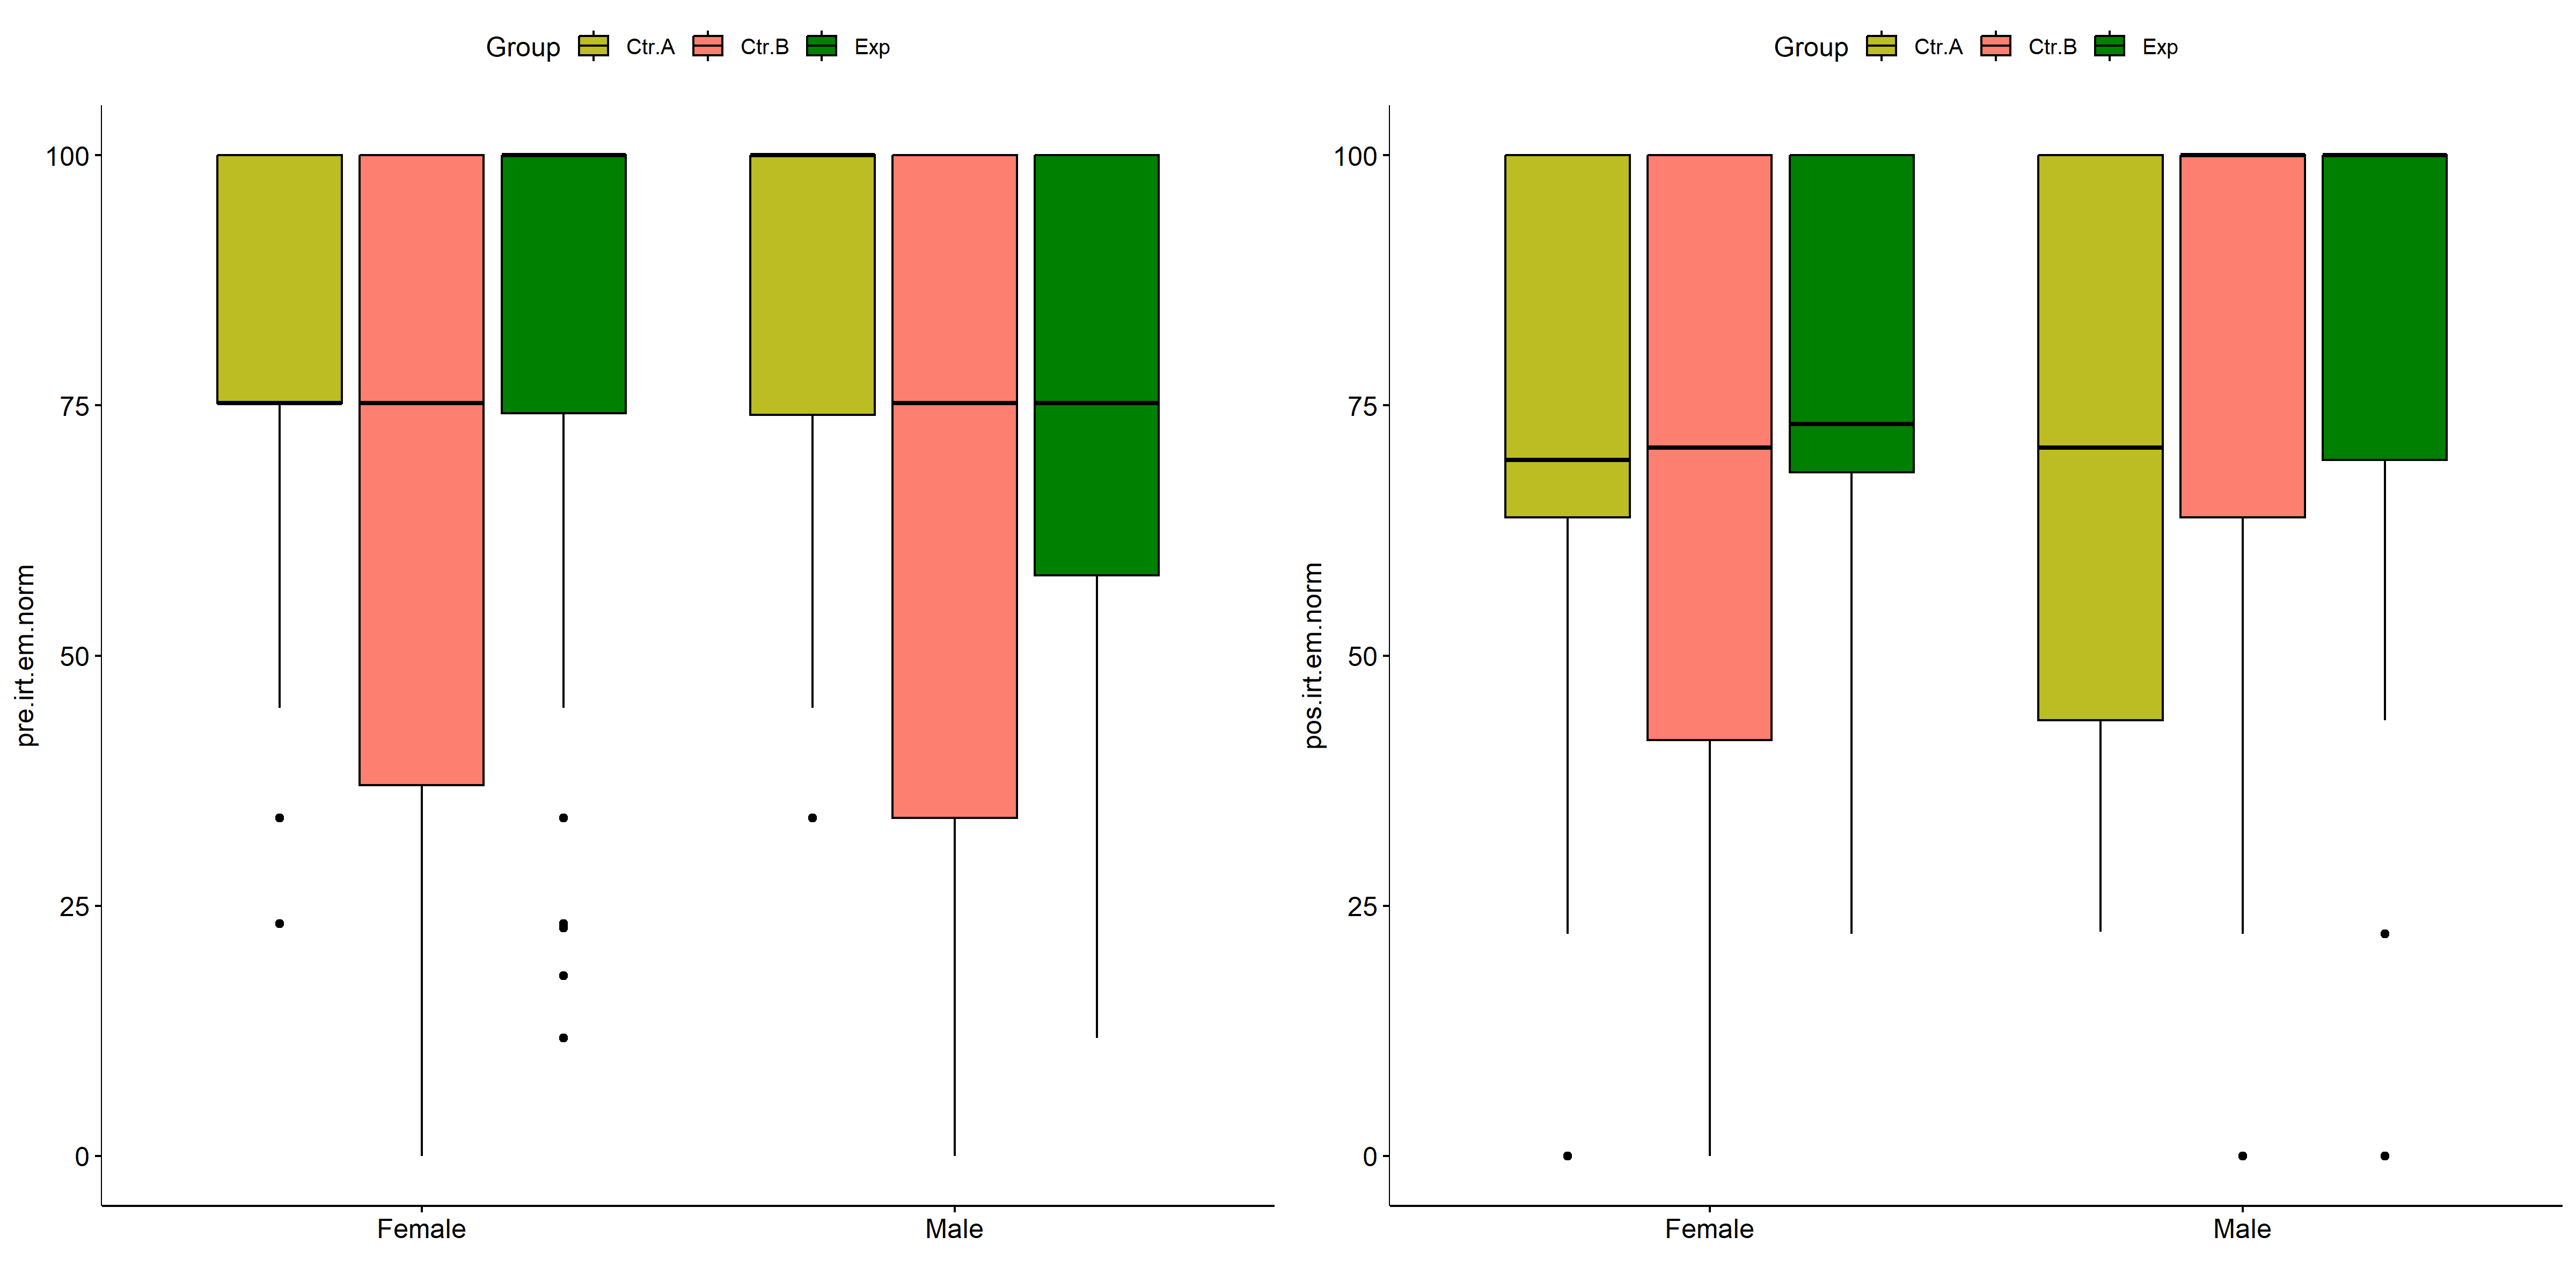 Group Ctr.A Ctr.B Exp
pre.irt.em.norm
100
75
50
25
0
Female Male
Group Ctr.A Ctr.B Exp
pos.irt.em.norm
100
75
50
25
0
Female Male